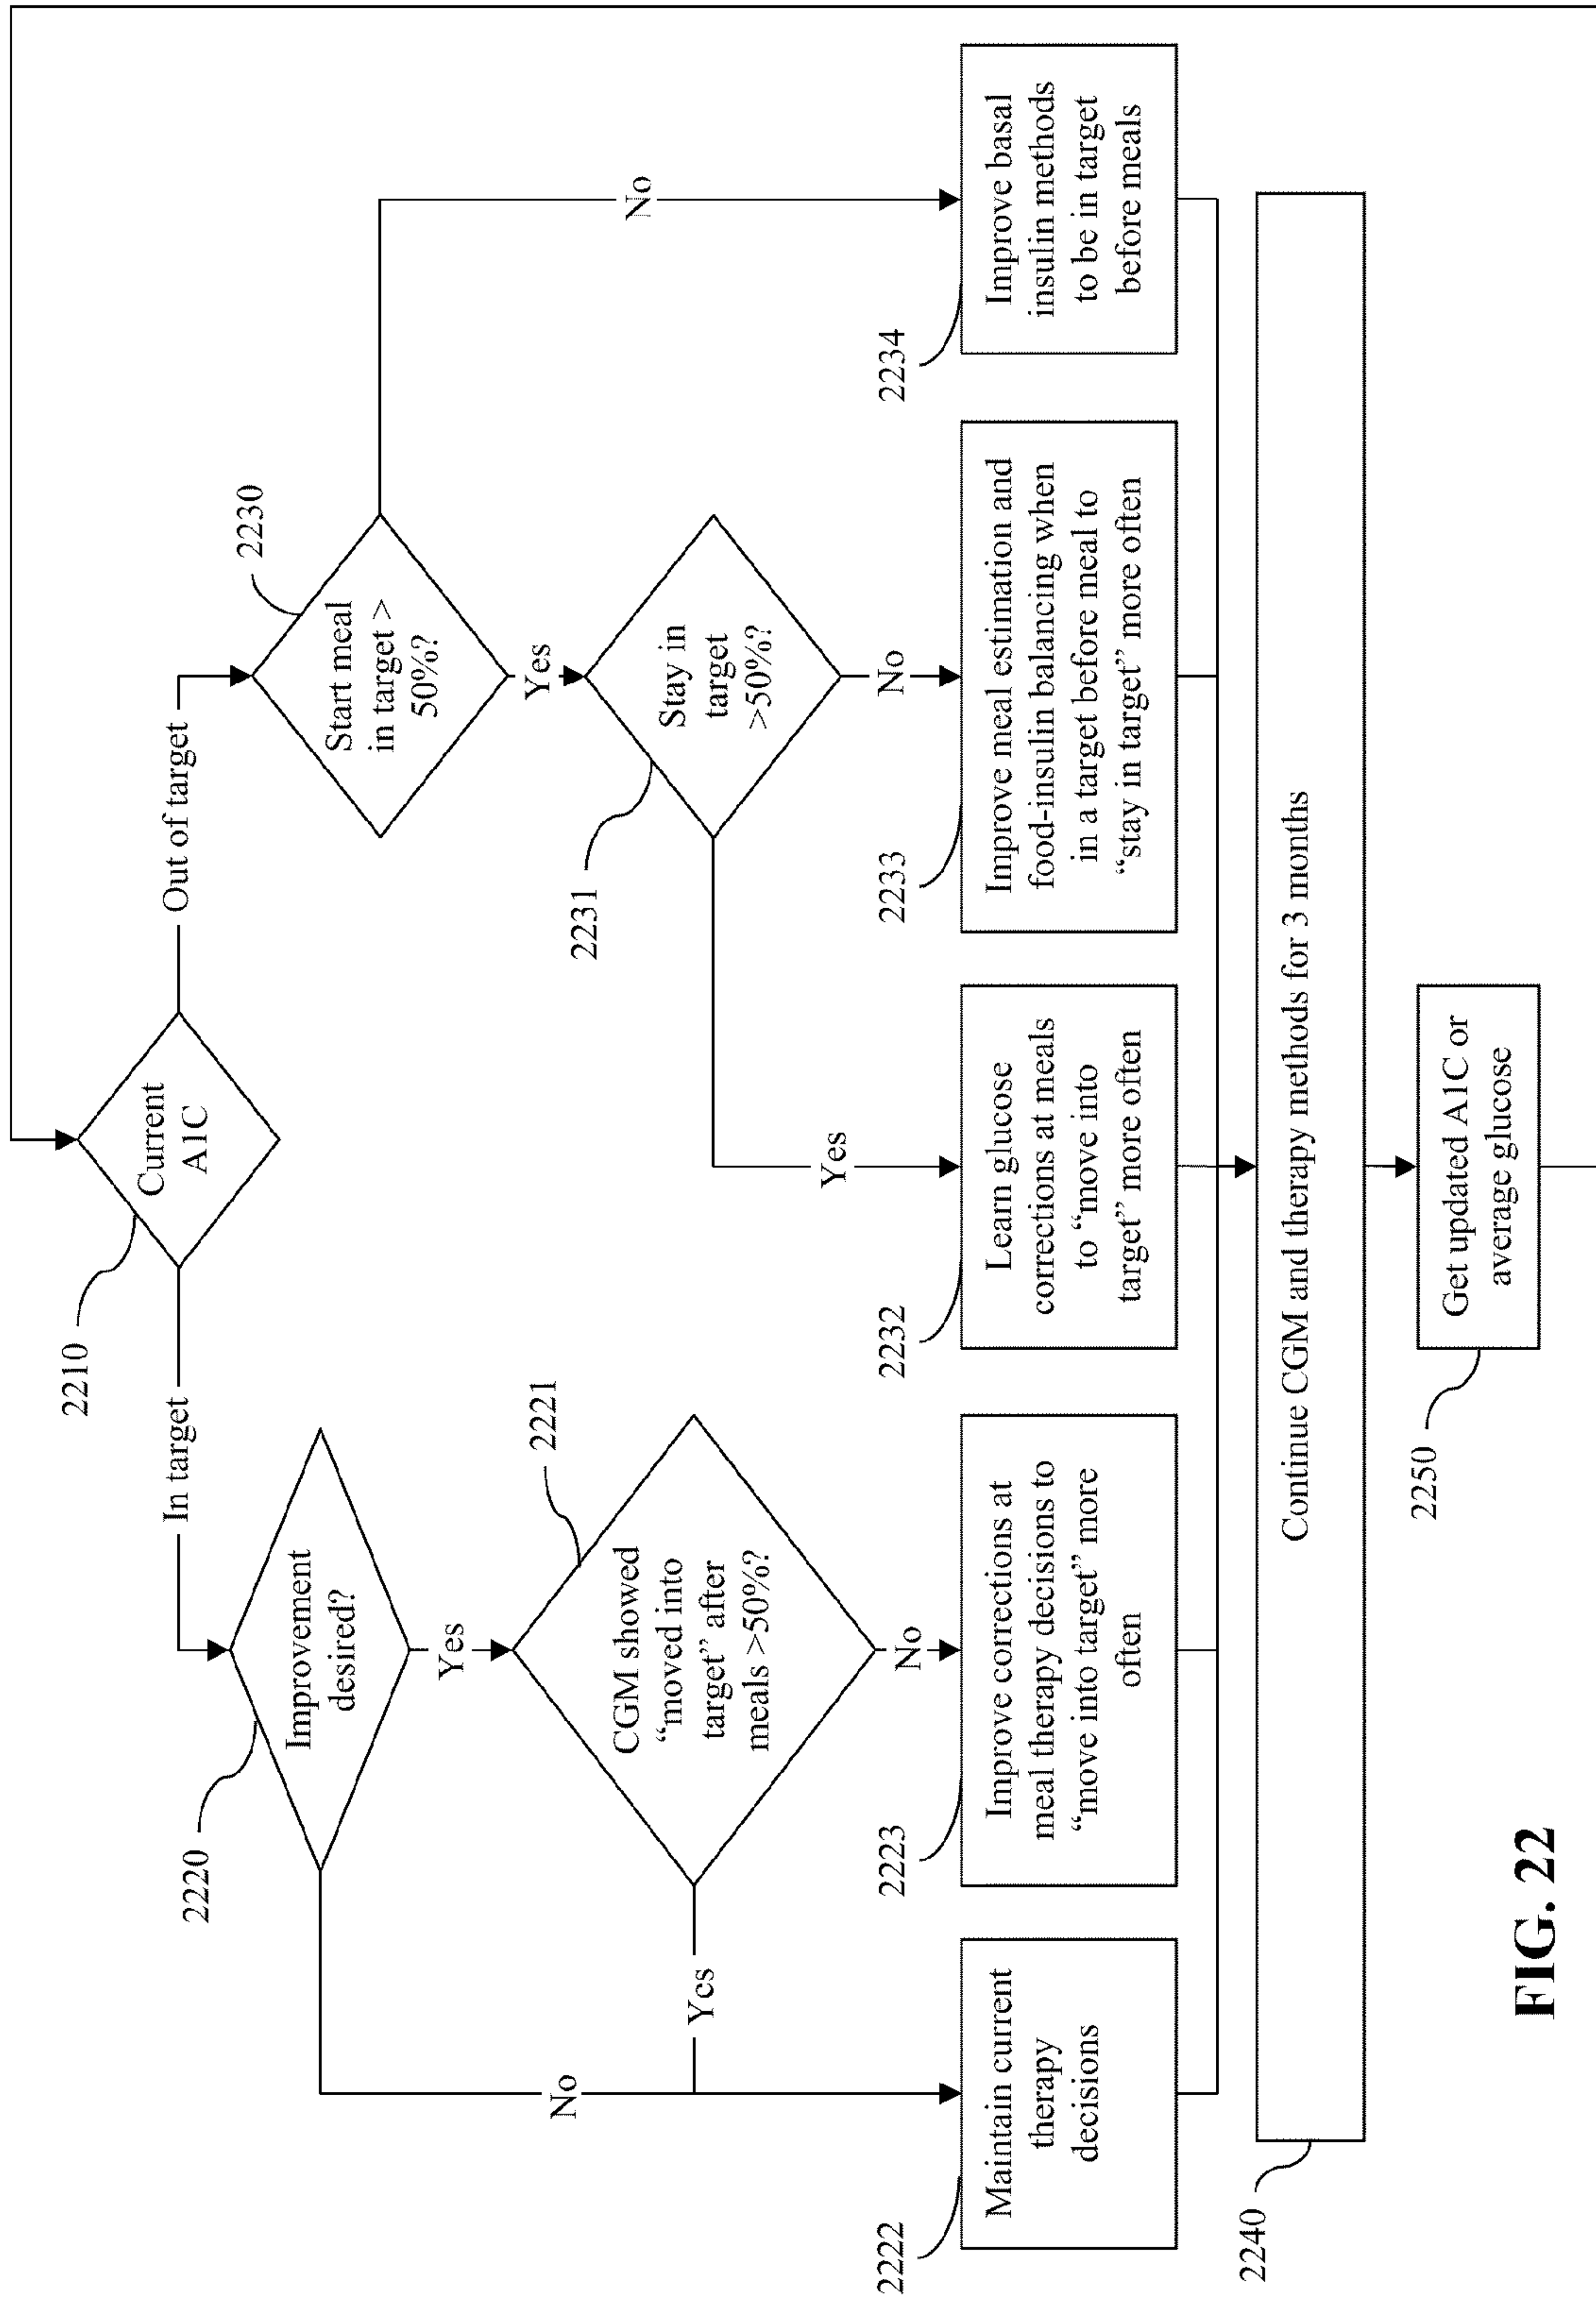 2210
Current
A1C
In target
Out of target
2220
Improvement
desired?
2230
Start meal
in target >
50%?
No
Yes
Yes
No
2221
CGM showed
“moved into
target” after
meals >50%?
2231
Stay in
target
>50%?
Yes
No
Yes
No
2222
Maintain current
therapy
decisions
2223
Improve corrections at
meal therapy decisions to
“move into target” more
often
2232
Learn glucose
corrections at meals
to “move into
target” more often
2233
Improve meal estimation and
food-insulin balancing when
in a target before meal to
“stay in target” more often
2234
Improve basal
insulin methods
to be in target
before meals
2240
Continue CGM and therapy methods for 3 months
2250
Get updated A1C or
average glucose
FIG. 22